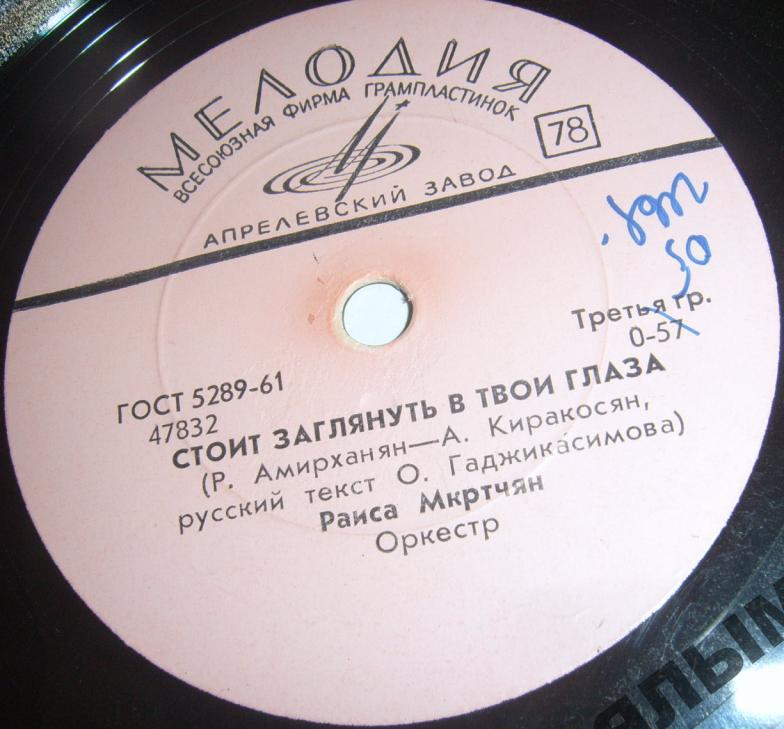 МЕЛОДИЯ
ВСЕСОЮЗНАЯ ФИРМА ГРАМПЛАСТИНОК
78
АПРЕЛЕВСКИЙ ЗАВОД
50
Третья гр.
0-57
ГОСТ 5289-61
47832
СТОИТ ЗАГЛЯНУТЬ В ТВОИ ГЛАЗА
(Р. Амирханян—А. Киракосян,
русский текст О. Гаджикасимова)
Раиса Мкртчян
Оркестр